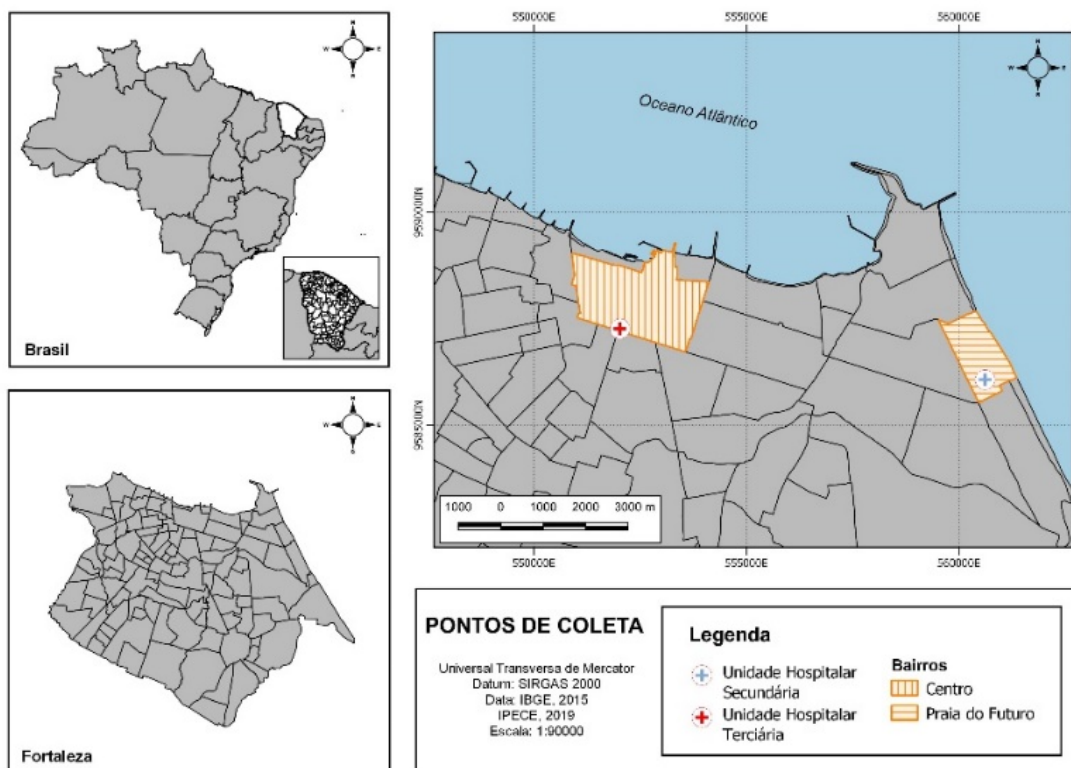 N
W E
S
Brasil
N
W E
S
Fortaleza
550000E 555000E 560000E
Oceano Atlântico
N
W E
S
9590000N
9585000N
1000 0 1000 2000 3000 m
550000E 555000E 560000E
PONTOS DE COLETA
Universal Transversa de Mercator
Datum: SIRGAS 2000
Data: IBGE, 2015
IPECE, 2019
Escala: 1:90000
Legenda
Unidade Hospitalar
Secundária
Unidade Hospitalar
Terciária
Bairros
Centro
Praia do Futuro